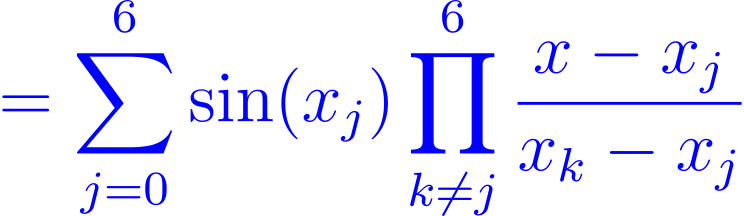 = \sum_{j=0}^{6} \sin(x_j) \prod_{k \neq j}^{6} \frac{x - x_j}{x_k - x_j}